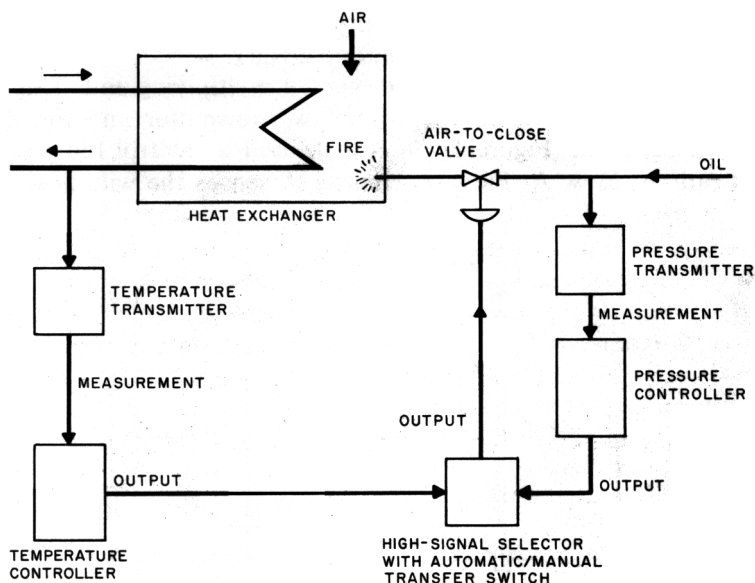 AIR
AIR-TO-CLOSE
VALVE
FIRE
OIL
HEAT EXCHANGER
PRESSURE
TRANSMITTER
TEMPERATURE
TRANSMITTER
MEASUREMENT
MEASUREMENT
PRESSURE
CONTROLLER
OUTPUT
OUTPUT
OUTPUT
TEMPERATURE
CONTROLLER
HIGH-SIGNAL SELECTOR
WITH AUTOMATIC/MANUAL
TRANSFER SWITCH